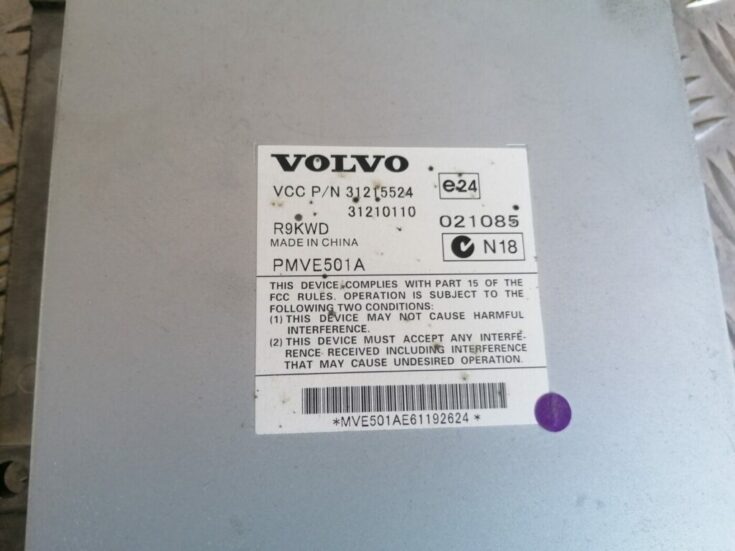 VOLVO
VCC P/N 31215524
31210110
e24
R9KWD
021085
MADE IN CHINA
N18
PMVE501A
THIS DEVICE COMPLIES WITH PART 15 OF THE
FCC RULES. OPERATION IS SUBJECT TO THE
FOLLOWING TWO CONDITIONS:
(1) THIS DEVICE MAY NOT CAUSE HARMFUL
INTERFERENCE.
(2) THIS DEVICE MUST ACCEPT ANY INTERFE-
RENCE RECEIVED INCLUDING INTERFERENCE
THAT MAY CAUSE UNDESIRED OPERATION.
*MVE501AE61192624*